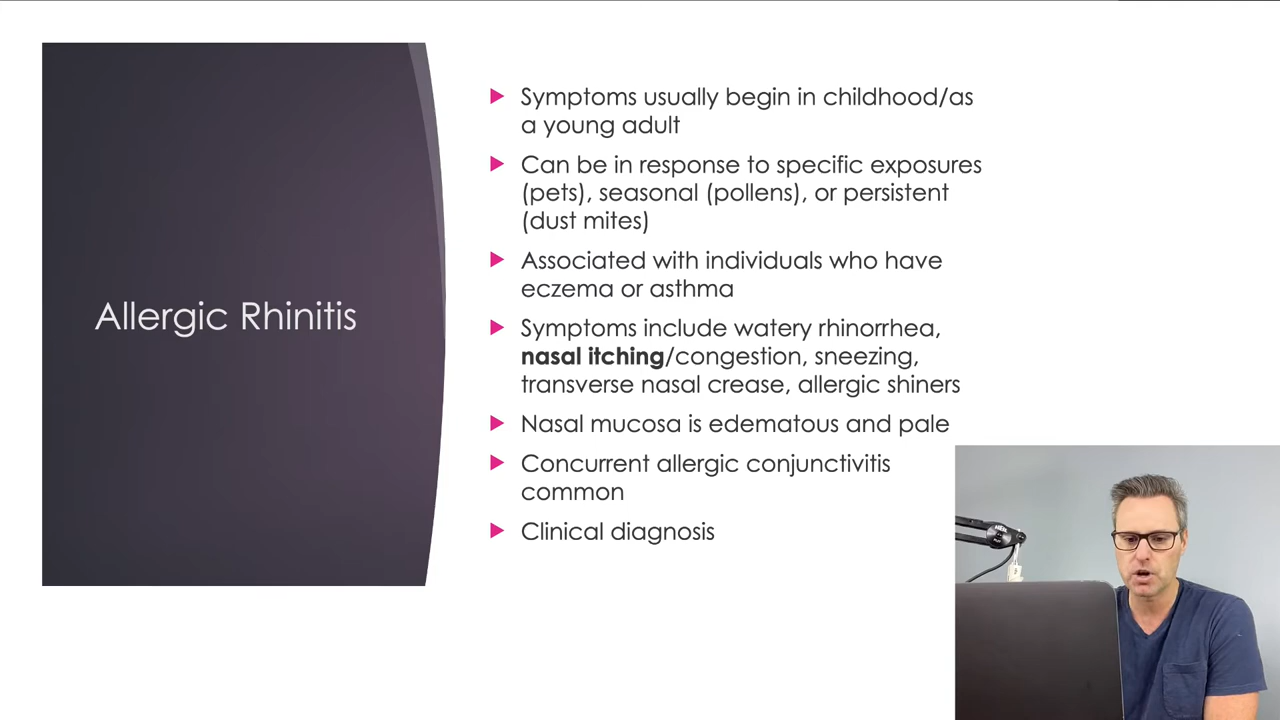 Allergic Rhinitis
Symptoms usually begin in childhood/as
a young adult
Can be in response to specific exposures
(pets), seasonal (pollens), or persistent
(dust mites)
Associated with individuals who have
eczema or asthma
Symptoms include watery rhinorrhea,
nasal itching/congestion, sneezing,
transverse nasal crease, allergic shiners
Nasal mucosa is edematous and pale
Concurrent allergic conjunctivitis
common
Clinical diagnosis